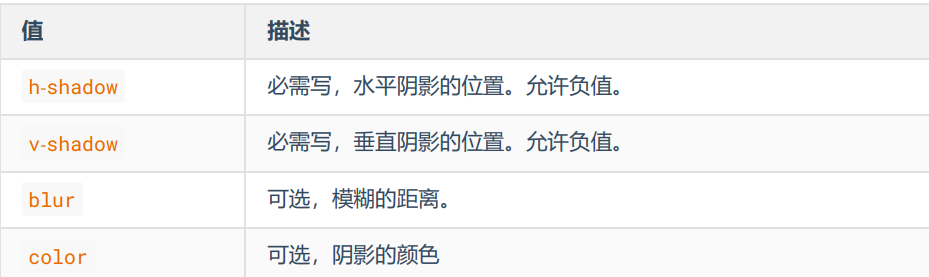 值 描述
h-shadow 必需写，水平阴影的位置。允许负值。
v-shadow 必需写，垂直阴影的位置。允许负值。
blur 可选，模糊的距离。
color 可选，阴影的颜色